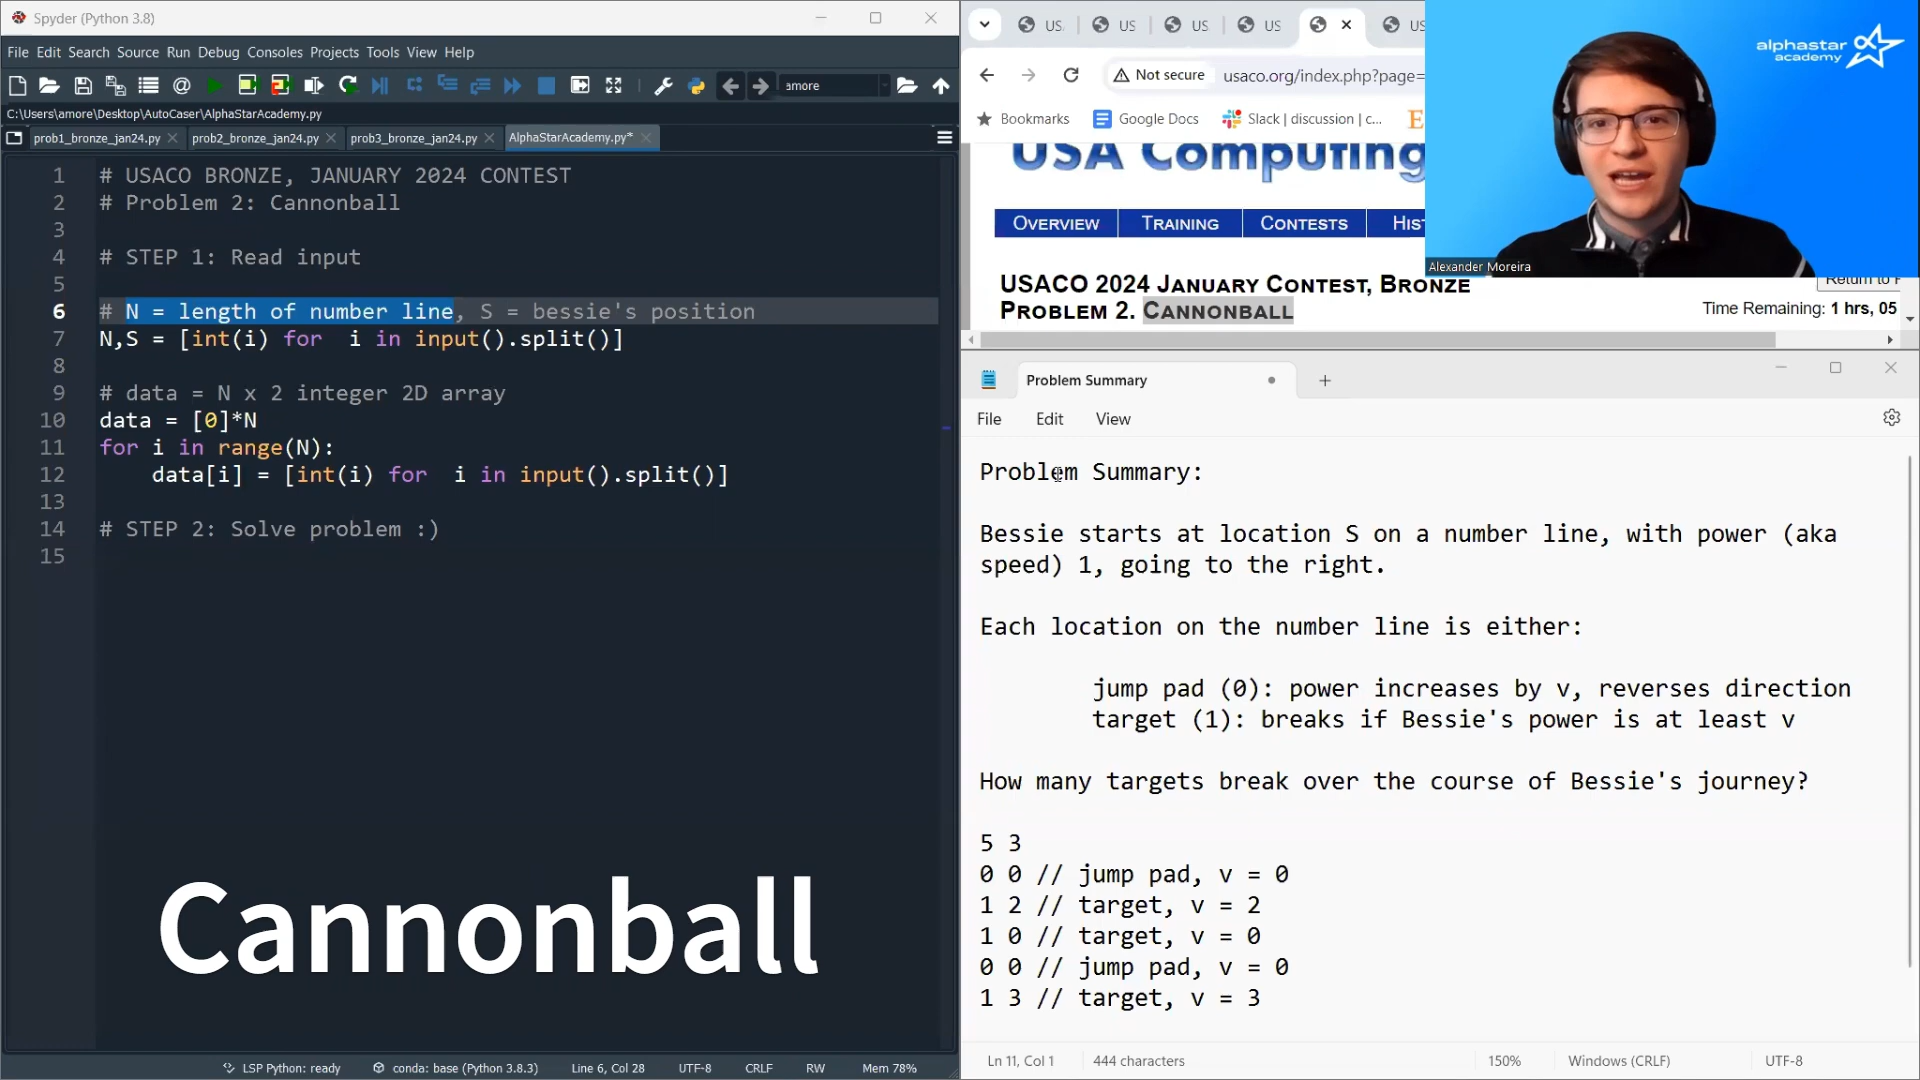 Spyder (Python 3.8)
File Edit Search Source Run Debug Consoles Projects Tools View Help
amore
C:\Users\amore\Desktop\AutoCaser\AlphaStarAcademy.py
prob1_bronze_jan24.py prob2_bronze_jan24.py prob3_bronze_jan24.py AlphaStarAcademy.py*
1 # USACO BRONZE, JANUARY 2024 CONTEST
2 # Problem 2: Cannonball
3
4 # STEP 1: Read input
5
6 # N = length of number line, S = bessie's position
7 N,S = [int(i) for  i in input().split()]
8
9 # data = N x 2 integer 2D array
10 data = [0]*N
11 for i in range(N):
12     data[i] = [int(i) for  i in input().split()]
13
14 # STEP 2: Solve problem :)
15
Cannonball
LSP Python: ready conda: base (Python 3.8.3) Line 6, Col 28 UTF-8 CRLF RW Mem 78%
US US US US US
Not secure usaco.org/index.php?page=
Bookmarks Google Docs Slack | discussion | c...
USA Computing
OVERVIEW TRAINING CONTESTS HIS
USACO 2024 JANUARY CONTEST, BRONZE
PROBLEM 2. CANNONBALL
Return to
Time Remaining: 1 hrs, 05
alphastar
academy
Alexander Moreira
Problem Summary
File Edit View
Problem Summary:
Bessie starts at location S on a number line, with power (aka
speed) 1, going to the right.
Each location on the number line is either:
jump pad (0): power increases by v, reverses direction
target (1): breaks if Bessie's power is at least v
How many targets break over the course of Bessie's journey?
5 3
0 0 // jump pad, v = 0
1 2 // target, v = 2
1 0 // target, v = 0
0 0 // jump pad, v = 0
1 3 // target, v = 3
Ln 11, Col 1 444 characters 150% Windows (CRLF) UTF-8